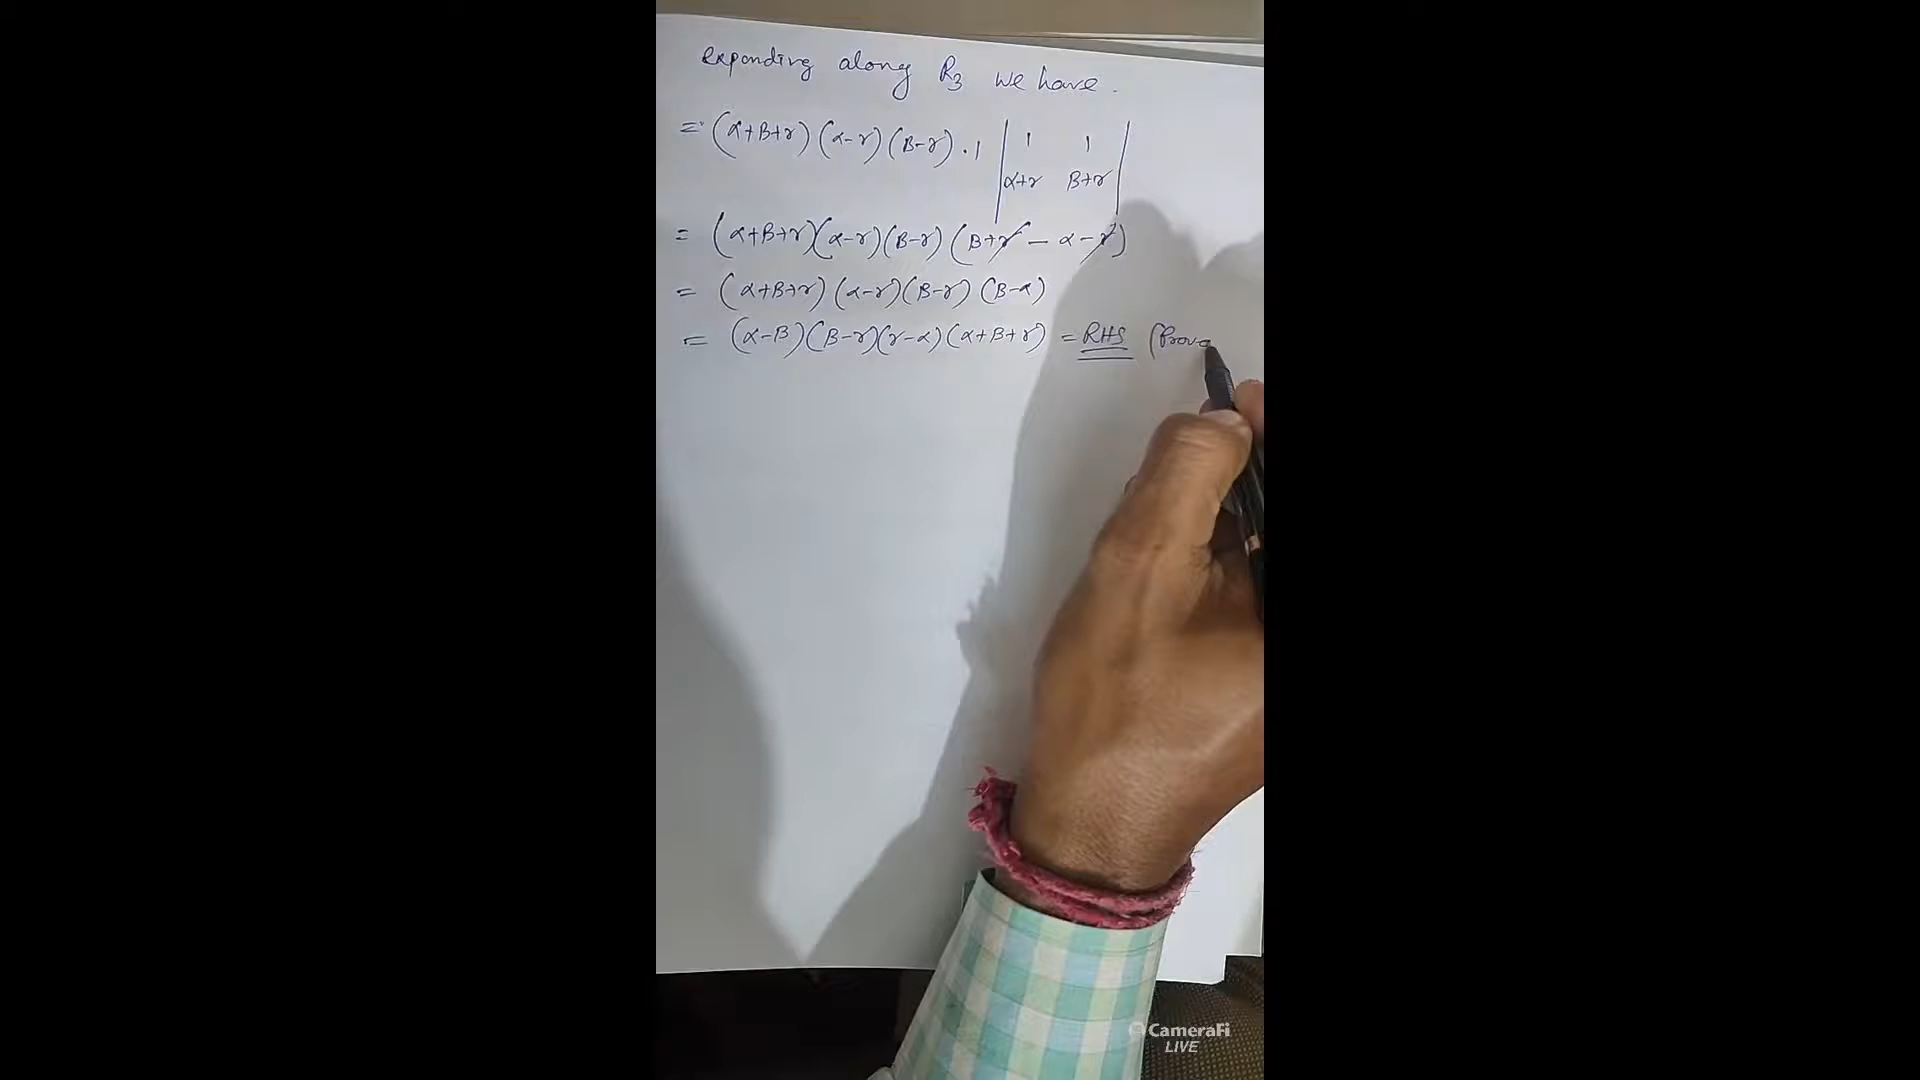 expanding along R3 we have.
= (α+β+γ) (α-γ) (β-γ) . 1 | 1 1 |
| α+γ β+γ |
= (α+β+γ)(α-γ)(β-γ) (β+γ - α-γ)
= (α+β+γ) (α-γ)(β-γ) (β-α)
= (α-β)(β-γ)(γ-α)(α+β+γ) = RHS (Prove
CameraFi
LIVE